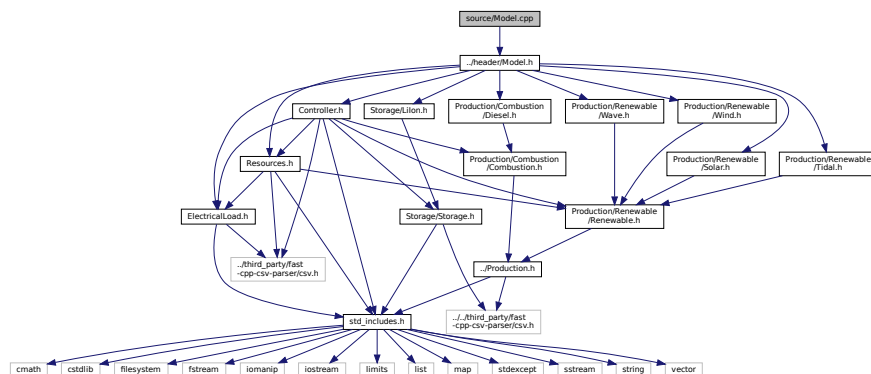 source/Model.cpp
../header/Model.h
Controller.h
Storage/LiIon.h
Production/Combustion
/Diesel.h
Production/Renewable
/Wave.h
Production/Renewable
/Wind.h
Resources.h
Production/Combustion
/Combustion.h
Production/Renewable
/Solar.h
Production/Renewable
/Tidal.h
ElectricalLoad.h
Storage/Storage.h
Production/Renewable
/Renewable.h
../third_party/fast
-cpp-csv-parser/csv.h
../Production.h
std_includes.h
../../third_party/fast
-cpp-csv-parser/csv.h
cmath
cstdlib
filesystem
fstream
iomanip
iostream
limits
list
map
stdexcept
sstream
string
vector